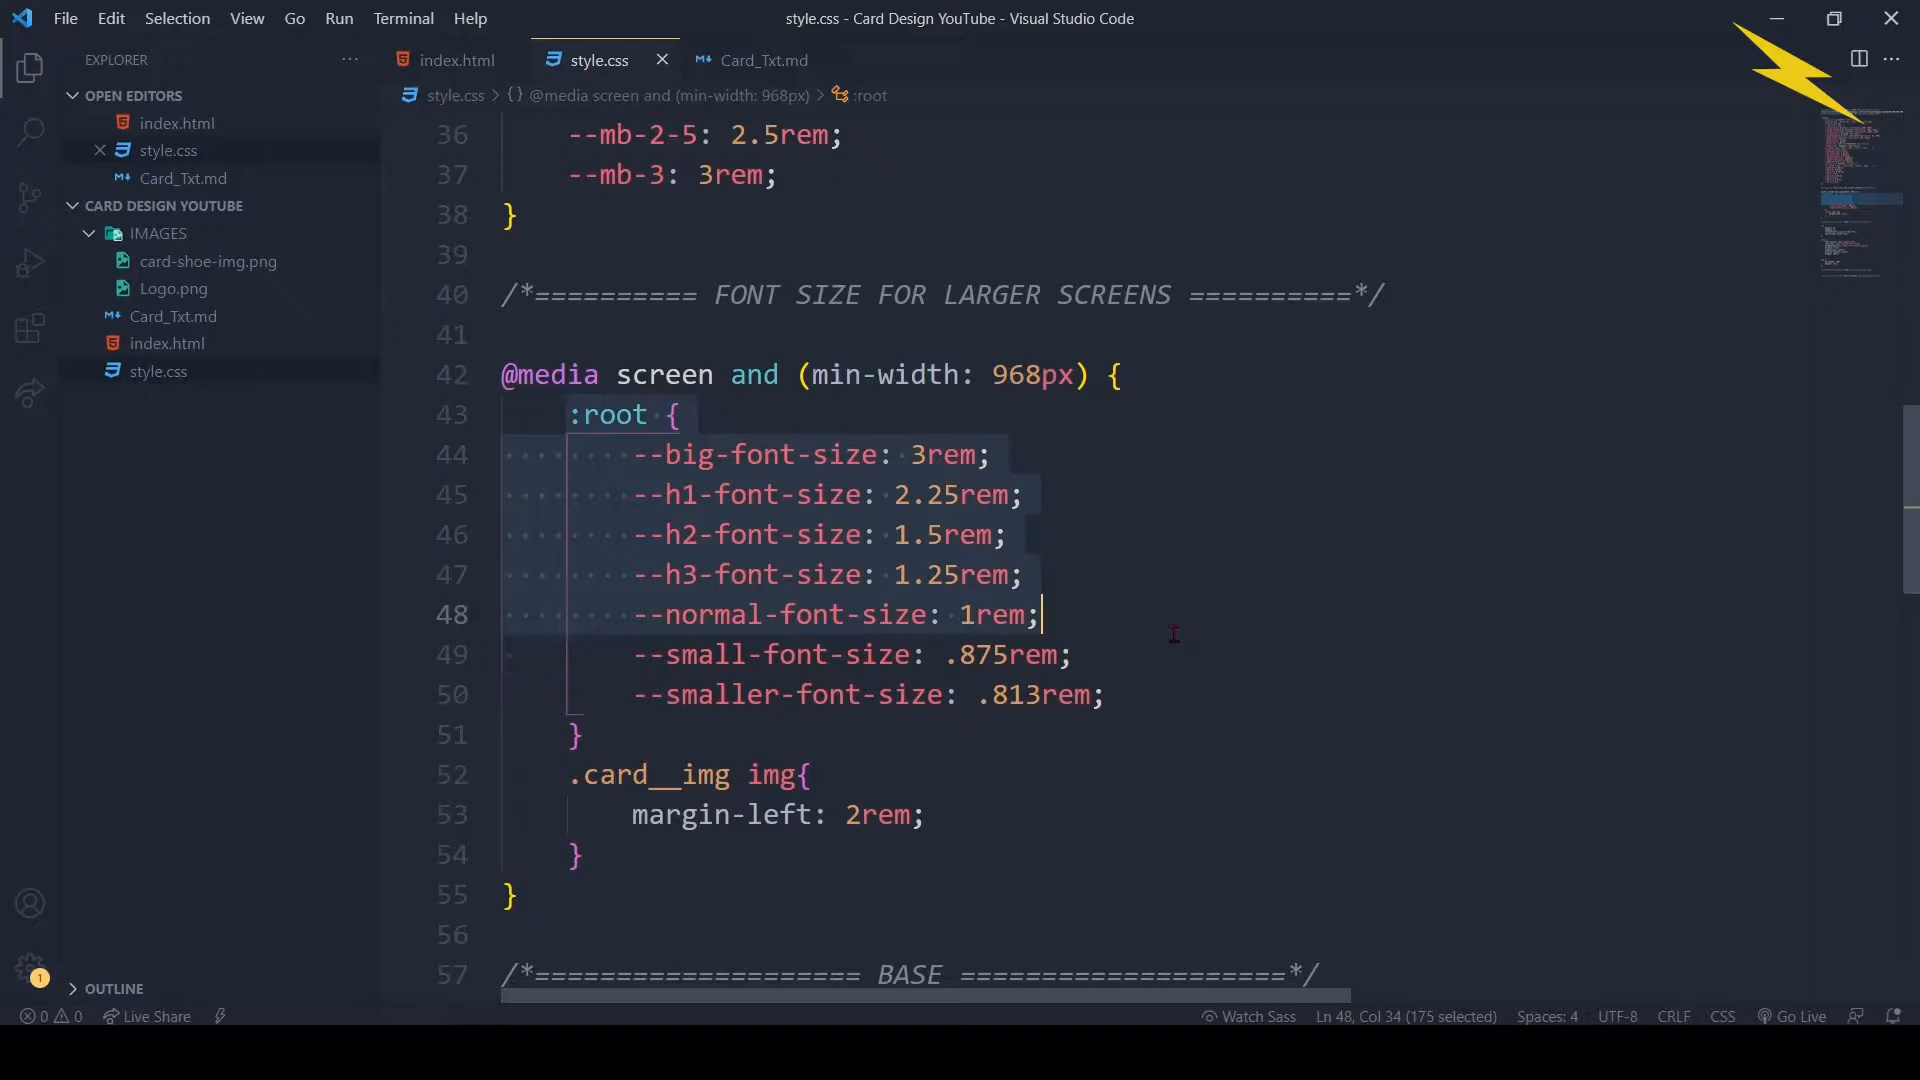 File Edit Selection View Go Run Terminal Help
style.css - Card Design YouTube - Visual Studio Code
EXPLORER
index.html
style.css
Card_Txt.md
OPEN EDITORS
index.html
style.css
Card_Txt.md
CARD DESIGN YOUTUBE
IMAGES
card-shoe-img.png
Logo.png
Card_Txt.md
index.html
style.css
OUTLINE
style.css > {} @media screen and (min-width: 968px) > :root
36 --mb-2-5: 2.5rem;
37 --mb-3: 3rem;
38 }
39
40 /*========== FONT SIZE FOR LARGER SCREENS ==========*/
41
42 @media screen and (min-width: 968px) {
43 :root {
44 --big-font-size: 3rem;
45 --h1-font-size: 2.25rem;
46 --h2-font-size: 1.5rem;
47 --h3-font-size: 1.25rem;
48 --normal-font-size: 1rem;
49 --small-font-size: .875rem;
50 --smaller-font-size: .813rem;
51 }
52 .card__img img{
53 margin-left: 2rem;
54 }
55 }
56
57 /*==================== BASE ====================*/
1
0 0 Live Share
Watch Sass Ln 48, Col 34 (175 selected) Spaces: 4 UTF-8 CRLF CSS Go Live